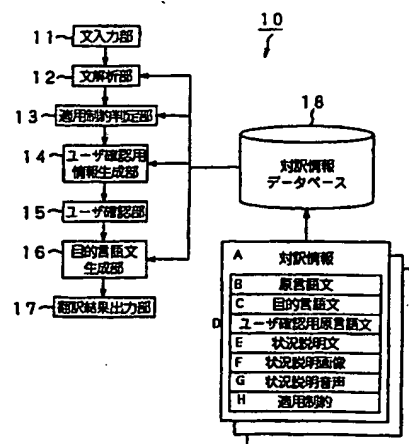 10
11 文入力部
12 文解析部
13 適用制約判定部
14 ユーザ確認用
情報生成部
15 ユーザ確認部
16 目的言語文
生成部
17 翻訳結果出力部
18
対訳情報
データベース
A 対訳情報
B 原言語文
C 目的言語文
D ユーザ確認用原言語文
E 状況説明文
F 状況説明画像
G 状況説明音声
H 適用制約